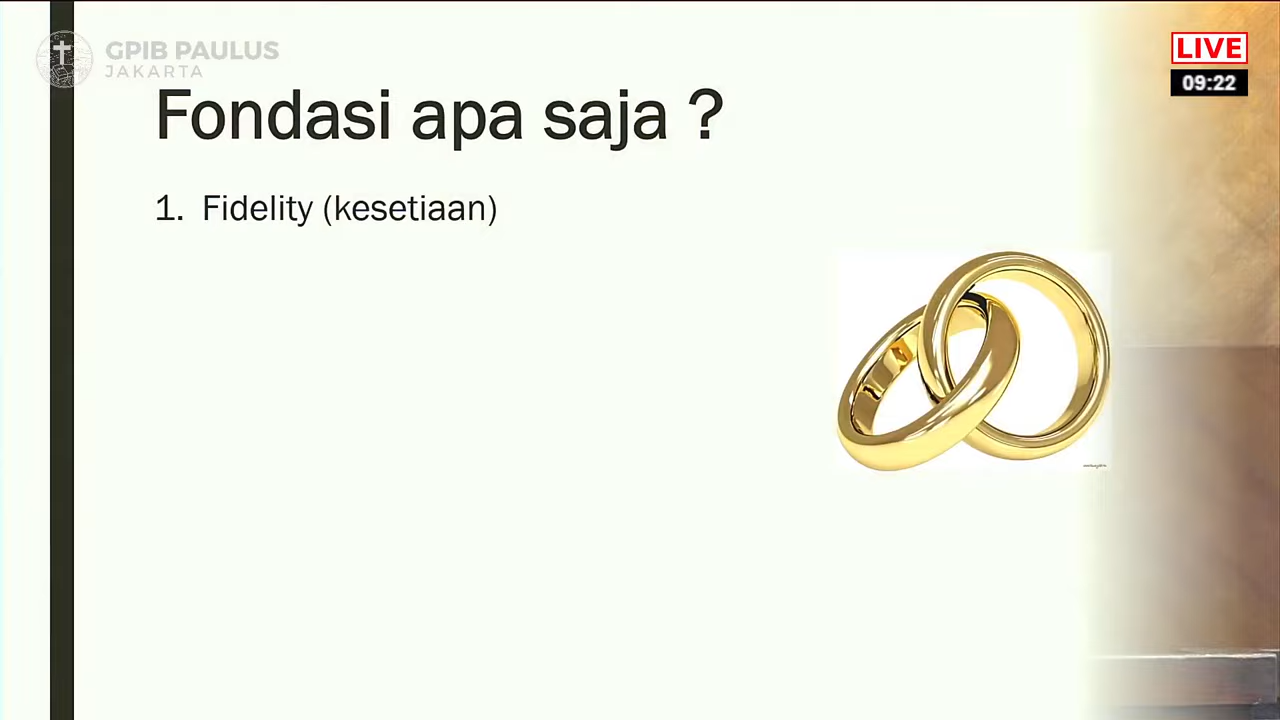 GPIB PAULUS
JAKARTA
LIVE
09:22
Fondasi apa saja ?
1. Fidelity (kesetiaan)